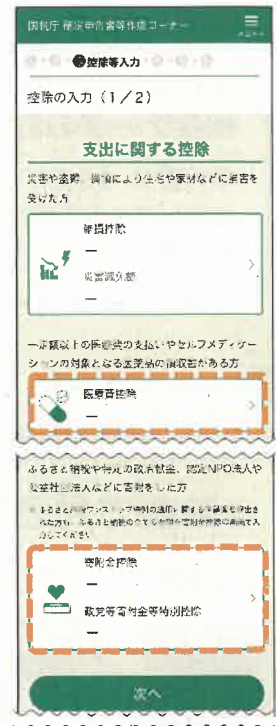 国税庁 確定申告書等作成コーナー
控除等入力
控除の入力（1／2）
支出に関する控除
災害や盗難、横領により住宅や家財などに損害を
受けた方
雑損控除
―
災害減免額
―
一定額以上の医療費の支払いやセルフメディケー
ションの対象となる医薬品の領収書がある方
医療費控除
―
ふるさと納税や特定の政治献金、認定NPO法人や
公益社団法人などに寄附をした方
寄附金控除
―
政党等寄附金等特別控除
―
次へ